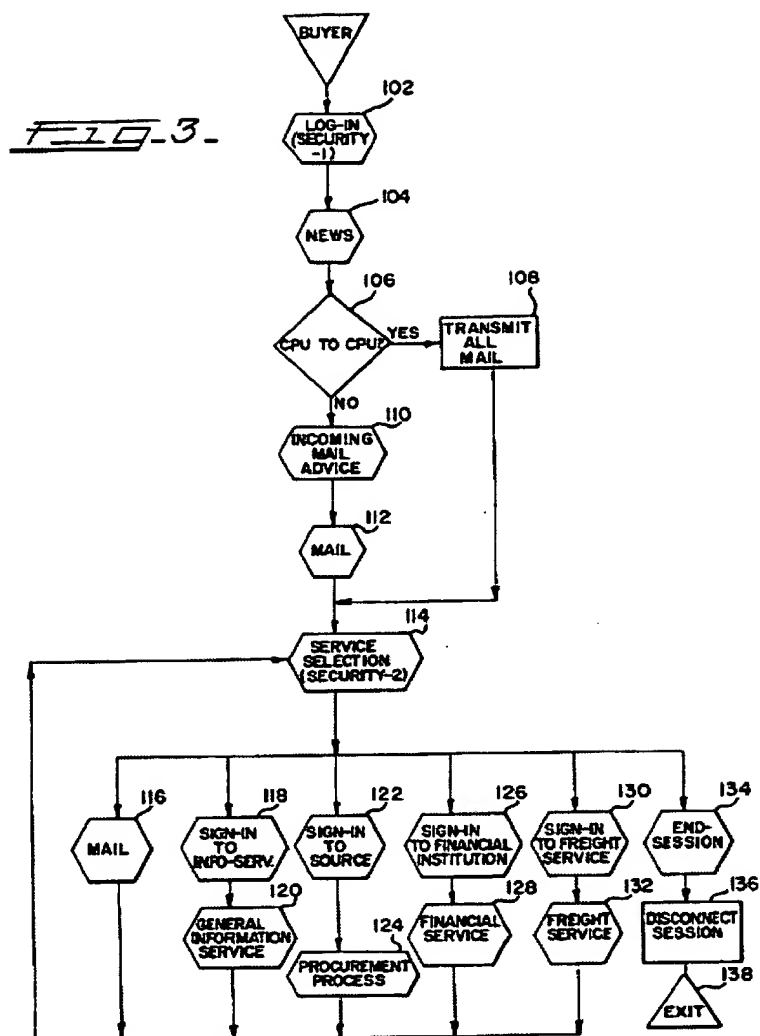 BUYER
102
LOG-IN
(SECURITY
-1)
Fig. 3.
104
NEWS
106
108
CPU TO CPU?
YES
TRANSMIT
ALL
MAIL
NO
110
INCOMING
MAIL
ADVICE
112
MAIL
114
SERVICE
SELECTION
(SECURITY-2)
116
118
122
126
130
134
MAIL
SIGN-IN
TO
INFO-SERV.
SIGN-IN
TO
SOURCE
SIGN-IN
TO FINANCIAL
INSTITUTION
SIGN-IN
TO FREIGHT
SERVICE
END-
SESSION
120
124
128
132
136
GENERAL
INFORMATION
SERVICE
PROCUREMENT
PROCESS
FINANCIAL
SERVICE
FREIGHT
SERVICE
DISCONNECT
SESSION
138
EXIT